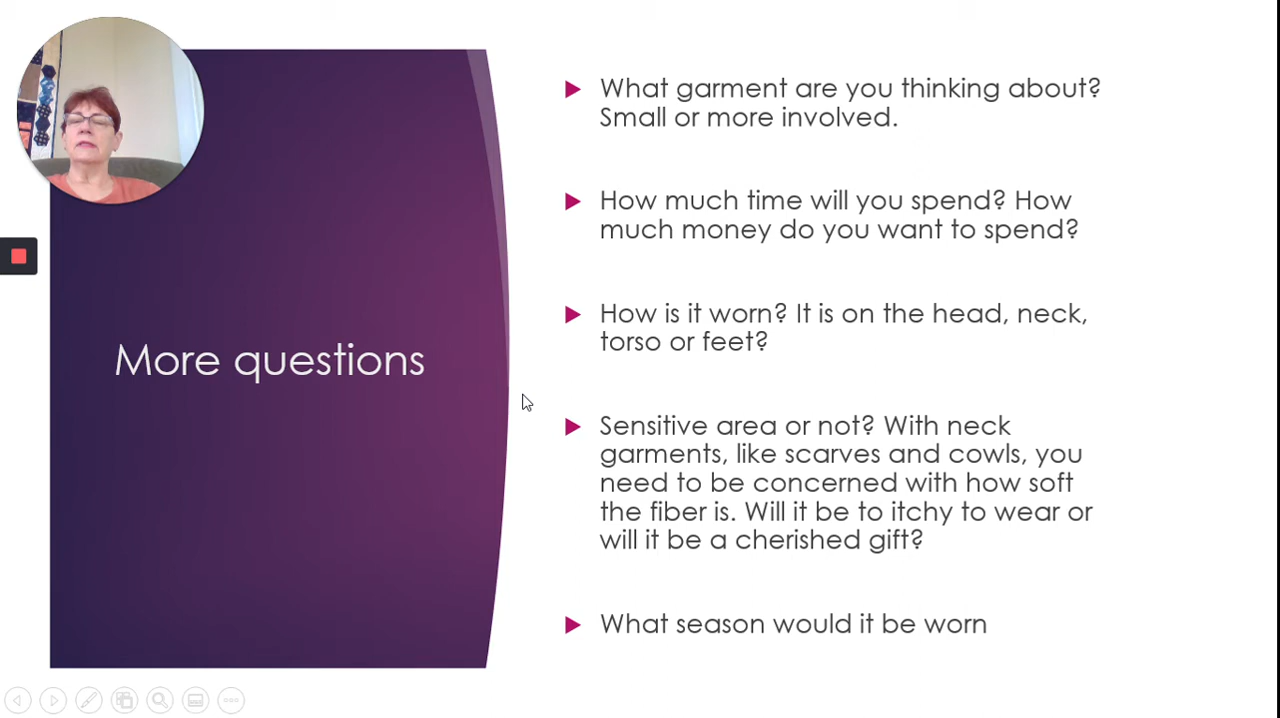 More questions
What garment are you thinking about?
Small or more involved.
How much time will you spend? How
much money do you want to spend?
How is it worn? It is on the head, neck,
torso or feet?
Sensitive area or not? With neck
garments, like scarves and cowls, you
need to be concerned with how soft
the fiber is. Will it be to itchy to wear or
will it be a cherished gift?
What season would it be worn